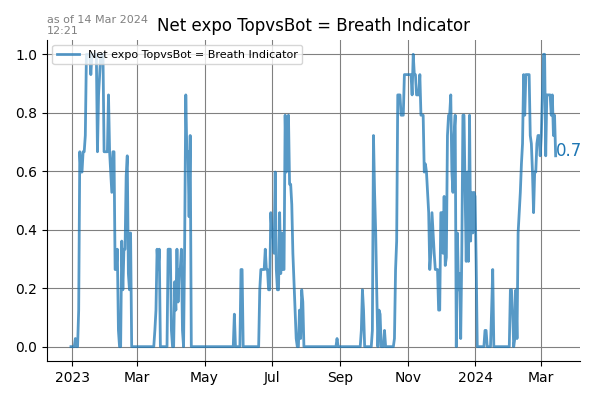 as of 14 Mar 2024
12:21
Net expo TopvsBot = Breath Indicator
Net expo TopvsBot = Breath Indicator
1.0
0.8
0.6
0.4
0.2
0.0
0.7
2023 Mar May Jul Sep Nov 2024 Mar